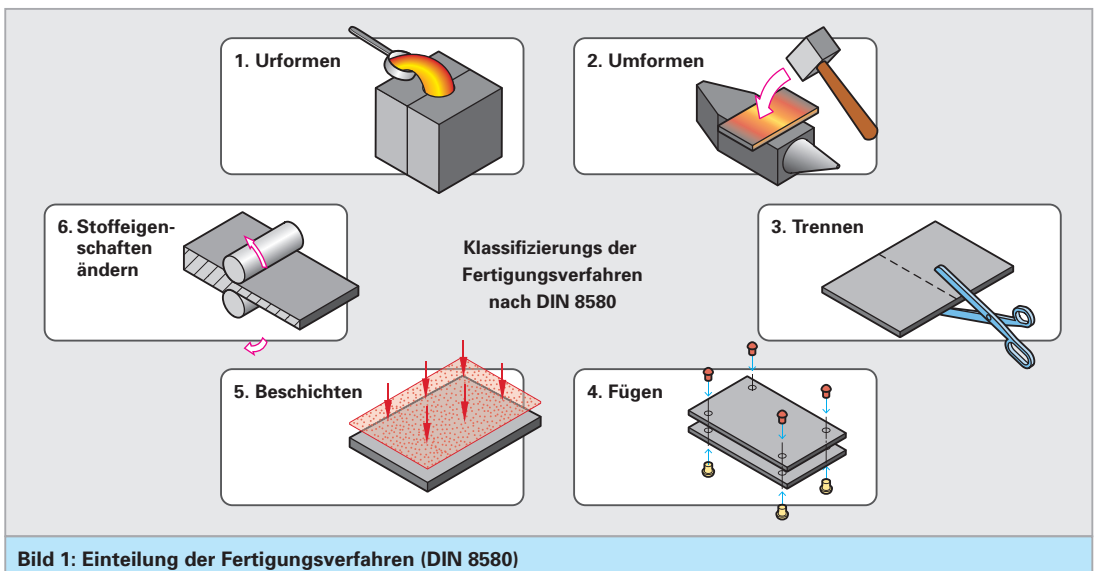 1. Urformen
2. Umformen
6. Stoffeigen-
schaften
ändern
Klassifizierungs der
Fertigungsverfahren
nach DIN 8580
3. Trennen
5. Beschichten
4. Fügen
Bild 1: Einteilung der Fertigungsverfahren (DIN 8580)